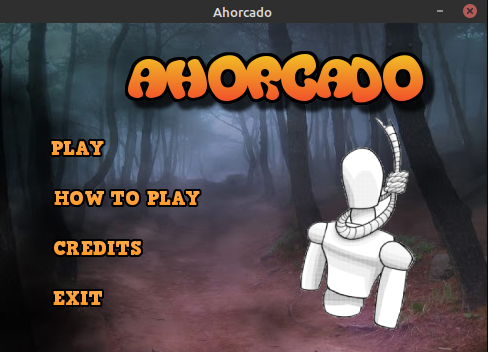 Ahorcado
AHORCADO
PLAY
HOW TO PLAY
CREDITS
EXIT